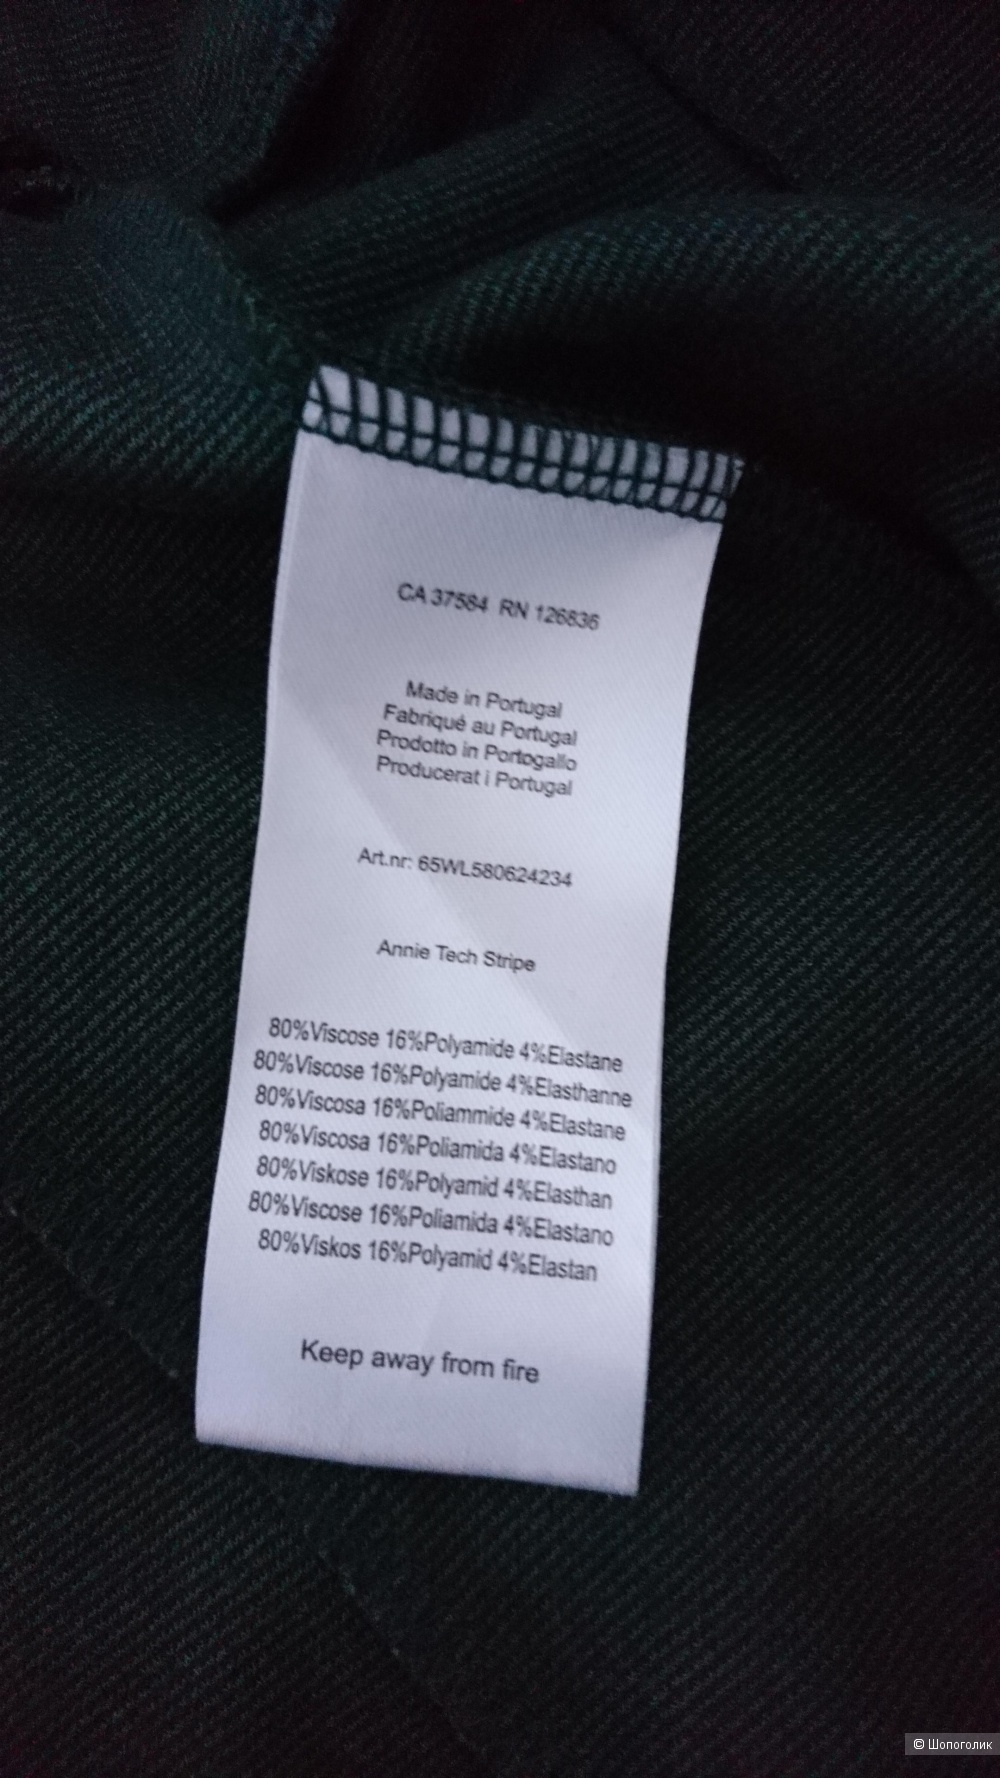 CA 37584 RN 126836
Made in Portugal
Fabriqué au Portugal
Prodotto in Portogallo
Producerat i Portugal
Art.nr: 65WL580624234
Annie Tech Stripe
80%Viscose 16%Polyamide 4%Elastane
80%Viscose 16%Polyamide 4%Elasthanne
80%Viscosa 16%Poliammide 4%Elastane
80%Viscosa 16%Poliamida 4%Elastano
80%Viskose 16%Polyamid 4%Elasthan
80%Viscose 16%Poliamida 4%Elastano
80%Viskos 16%Polyamid 4%Elastan
Keep away from fire
© Шопоголик